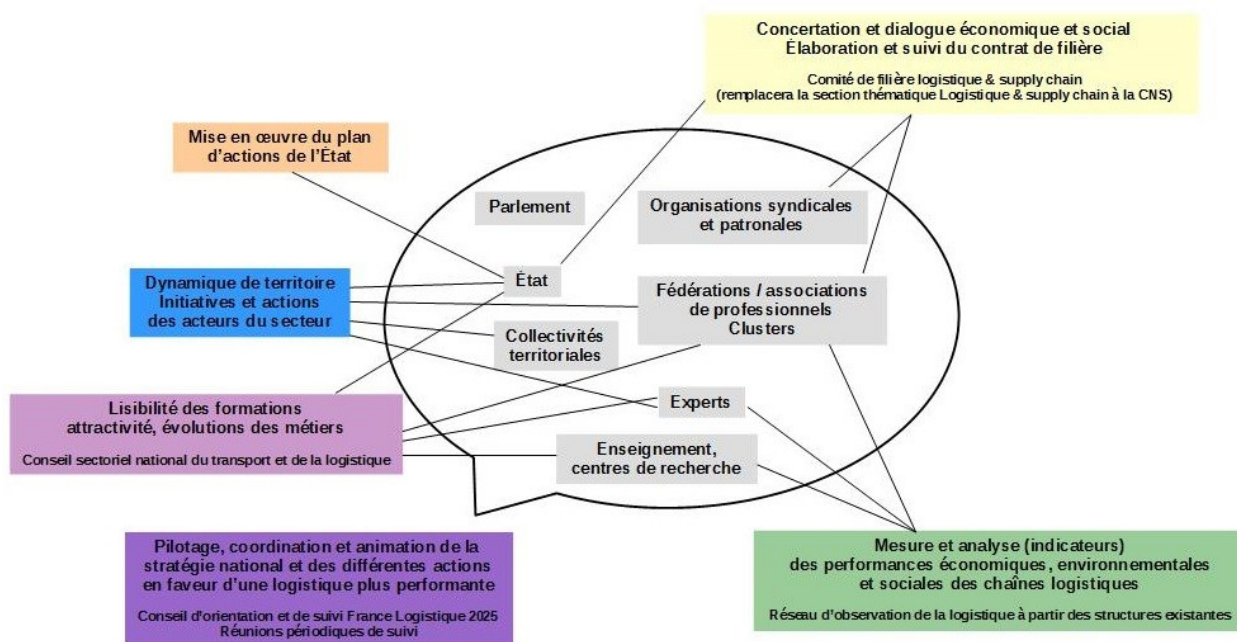 Concertation et dialogue économique et social
Élaboration et suivi du contrat de filière
Comité de filière logistique & supply chain
(remplacera la section thématique Logistique & supply chain à la CNS)
Mise en œuvre du plan
d'actions de l'État
Parlement
Organisations syndicales
et patronales
État
Dynamique de territoire
Initiatives et actions
des acteurs du secteur
Fédérations / associations
de professionnels
Clusters
Collectivités
territoriales
Lisibilité des formations
attractivité, évolutions des métiers
Conseil sectoriel national du transport et de la logistique
Experts
Enseignement,
centres de recherche
Pilotage, coordination et animation de la
stratégie national et des différentes actions
en faveur d'une logistique plus performante
Conseil d'orientation et de suivi France Logistique 2025
Réunions périodiques de suivi
Mesure et analyse (indicateurs)
des performances économiques, environnementales
et sociales des chaînes logistiques
Réseau d'observation de la logistique à partir des structures existantes